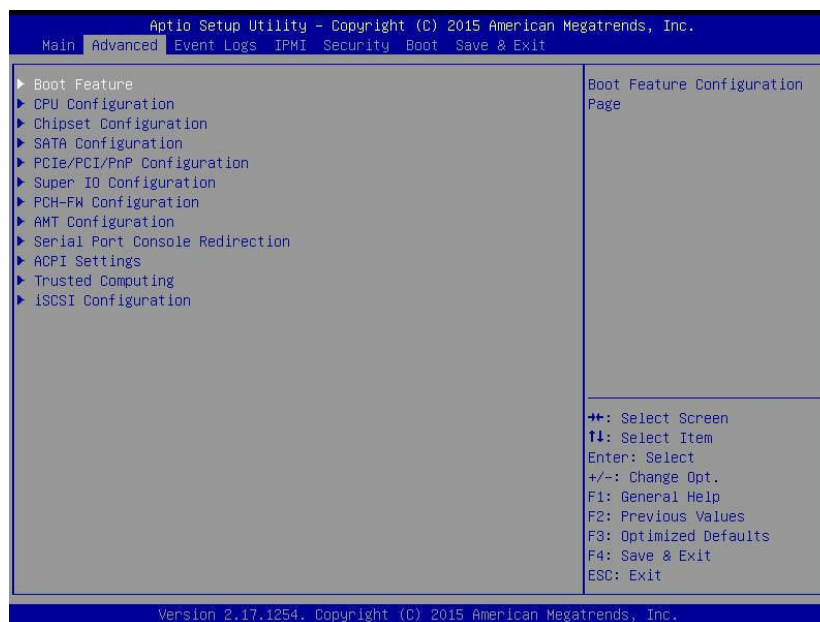 Aptio Setup Utility – Copyright (C) 2015 American Megatrends, Inc.
Main Advanced Event Logs IPMI Security Boot Save & Exit
▶ Boot Feature
▶ CPU Configuration
▶ Chipset Configuration
▶ SATA Configuration
▶ PCIe/PCI/PnP Configuration
▶ Super IO Configuration
▶ PCH-FW Configuration
▶ AMT Configuration
▶ Serial Port Console Redirection
▶ ACPI Settings
▶ Trusted Computing
▶ iSCSI Configuration
Boot Feature Configuration
Page
→←: Select Screen
↑↓: Select Item
Enter: Select
+/-: Change Opt.
F1: General Help
F2: Previous Values
F3: Optimized Defaults
F4: Save & Exit
ESC: Exit
Version 2.17.1254. Copyright (C) 2015 American Megatrends, Inc.